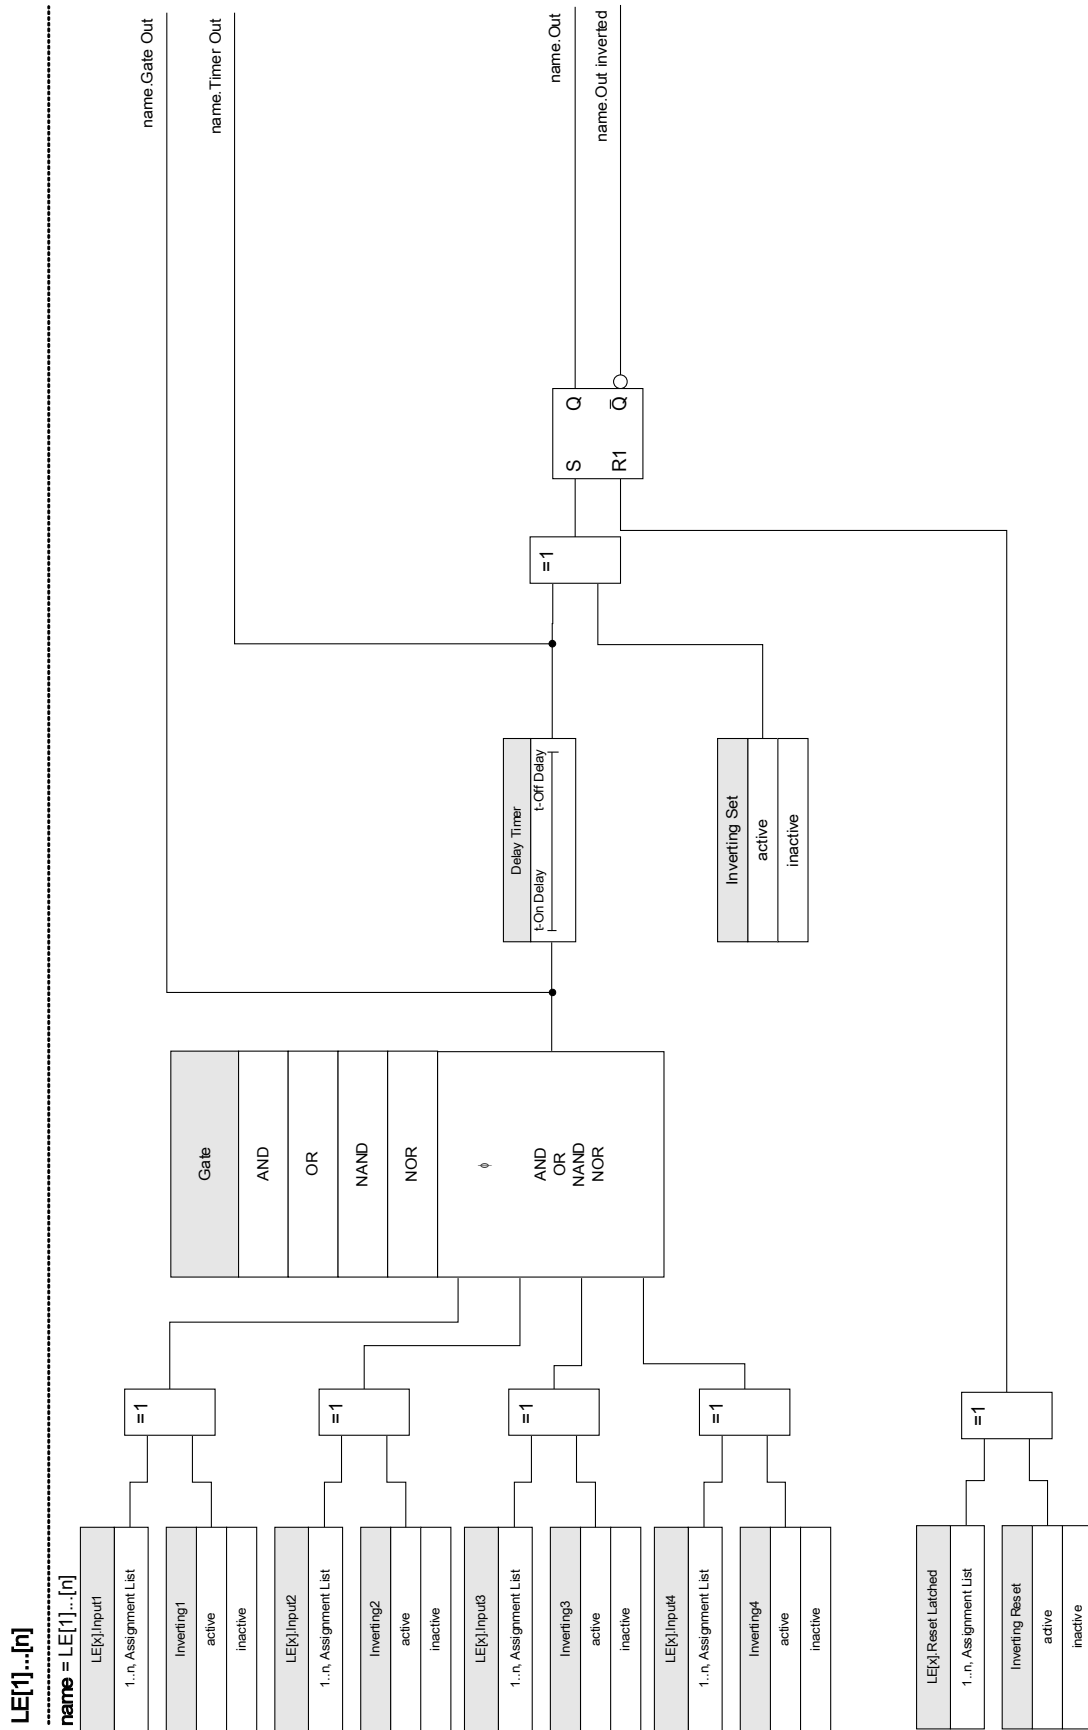 LE[1]...[n]
name = LE[1]...[n]
LE[x].Input1
1..n, Assignment List
Inverting1
active
inactive
=1
LE[x].Input2
1..n, Assignment List
Inverting2
active
inactive
=1
LE[x].Input3
1..n, Assignment List
Inverting3
active
inactive
=1
LE[x].Input4
1..n, Assignment List
Inverting4
active
inactive
=1
LE[x].Reset Latched
1..n, Assignment List
Inverting Reset
active
inactive
=1
Gate
AND
OR
NAND
NOR
ϕ
AND
OR
NAND
NOR
Delay Timer
t-On Delay
t-Off Delay
Inverting Set
active
inactive
=1
S Q
R1 Q̅
name.Gate Out
name.Timer Out
name.Out
name.Out inverted